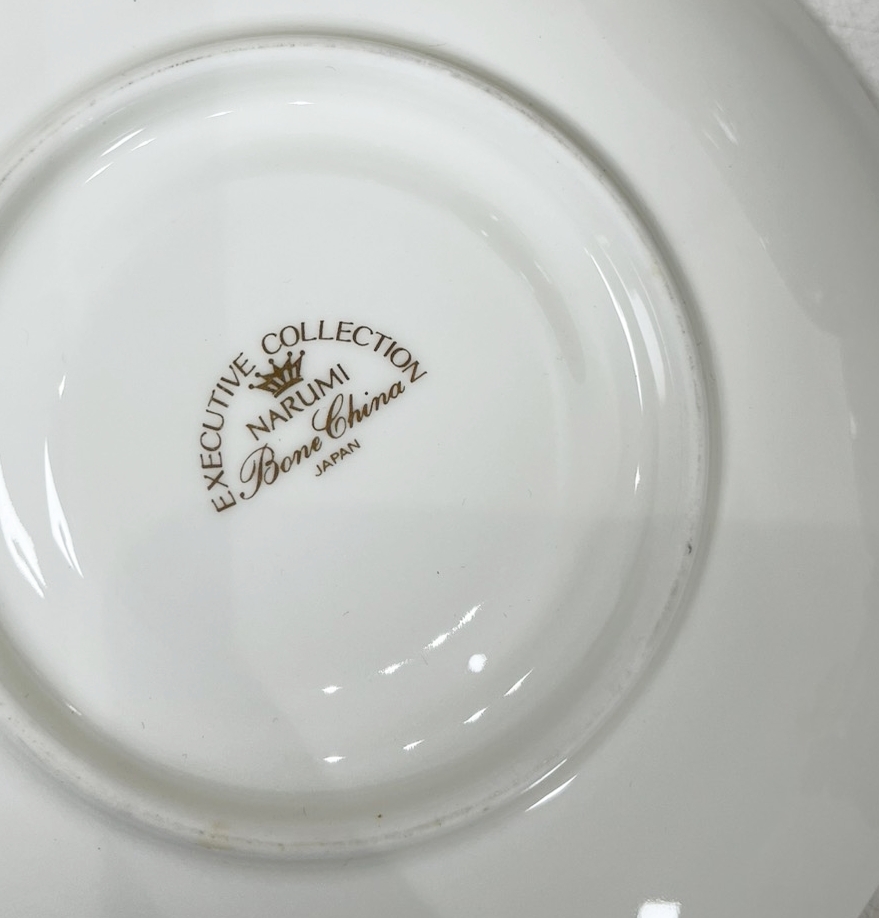 EXECUTIVE COLLECTION
NARUMI
Bone China
JAPAN